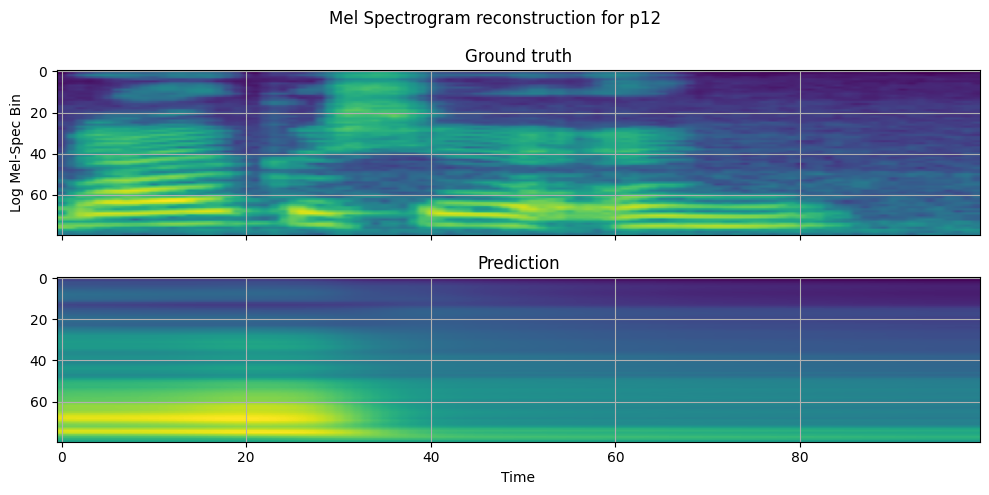 Mel Spectrogram reconstruction for p12
Ground truth
Log Mel-Spec Bin
0
20
40
60
Prediction
0
20
40
60
0 20 40 60 80
Time